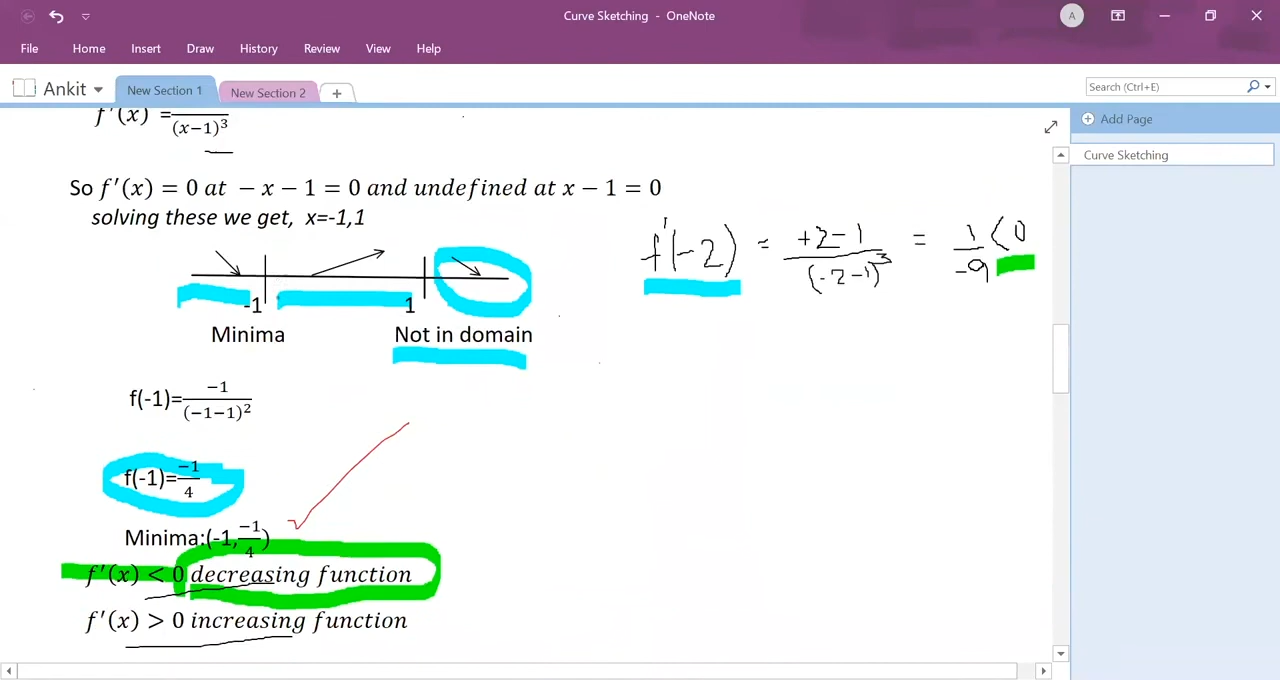 Curve Sketching - OneNote
A
File Home Insert Draw History Review View Help
Ankit New Section 1 New Section 2 +
Search (Ctrl+E)
Add Page
Curve Sketching
f'(x) = /(x−1)³
So f'(x) = 0 at − x − 1 = 0 and undefined at x − 1 = 0
solving these we get, x=-1,1
-1 1
Minima Not in domain
f(-1)=−1/(−1−1)²
f(-1)=−1/4
Minima:(-1,−1/4)
f'(x) < 0 decreasing function
f'(x) > 0 increasing function
f'(-2) = +2-1/(-2-1)³ = 1/-9 < 0